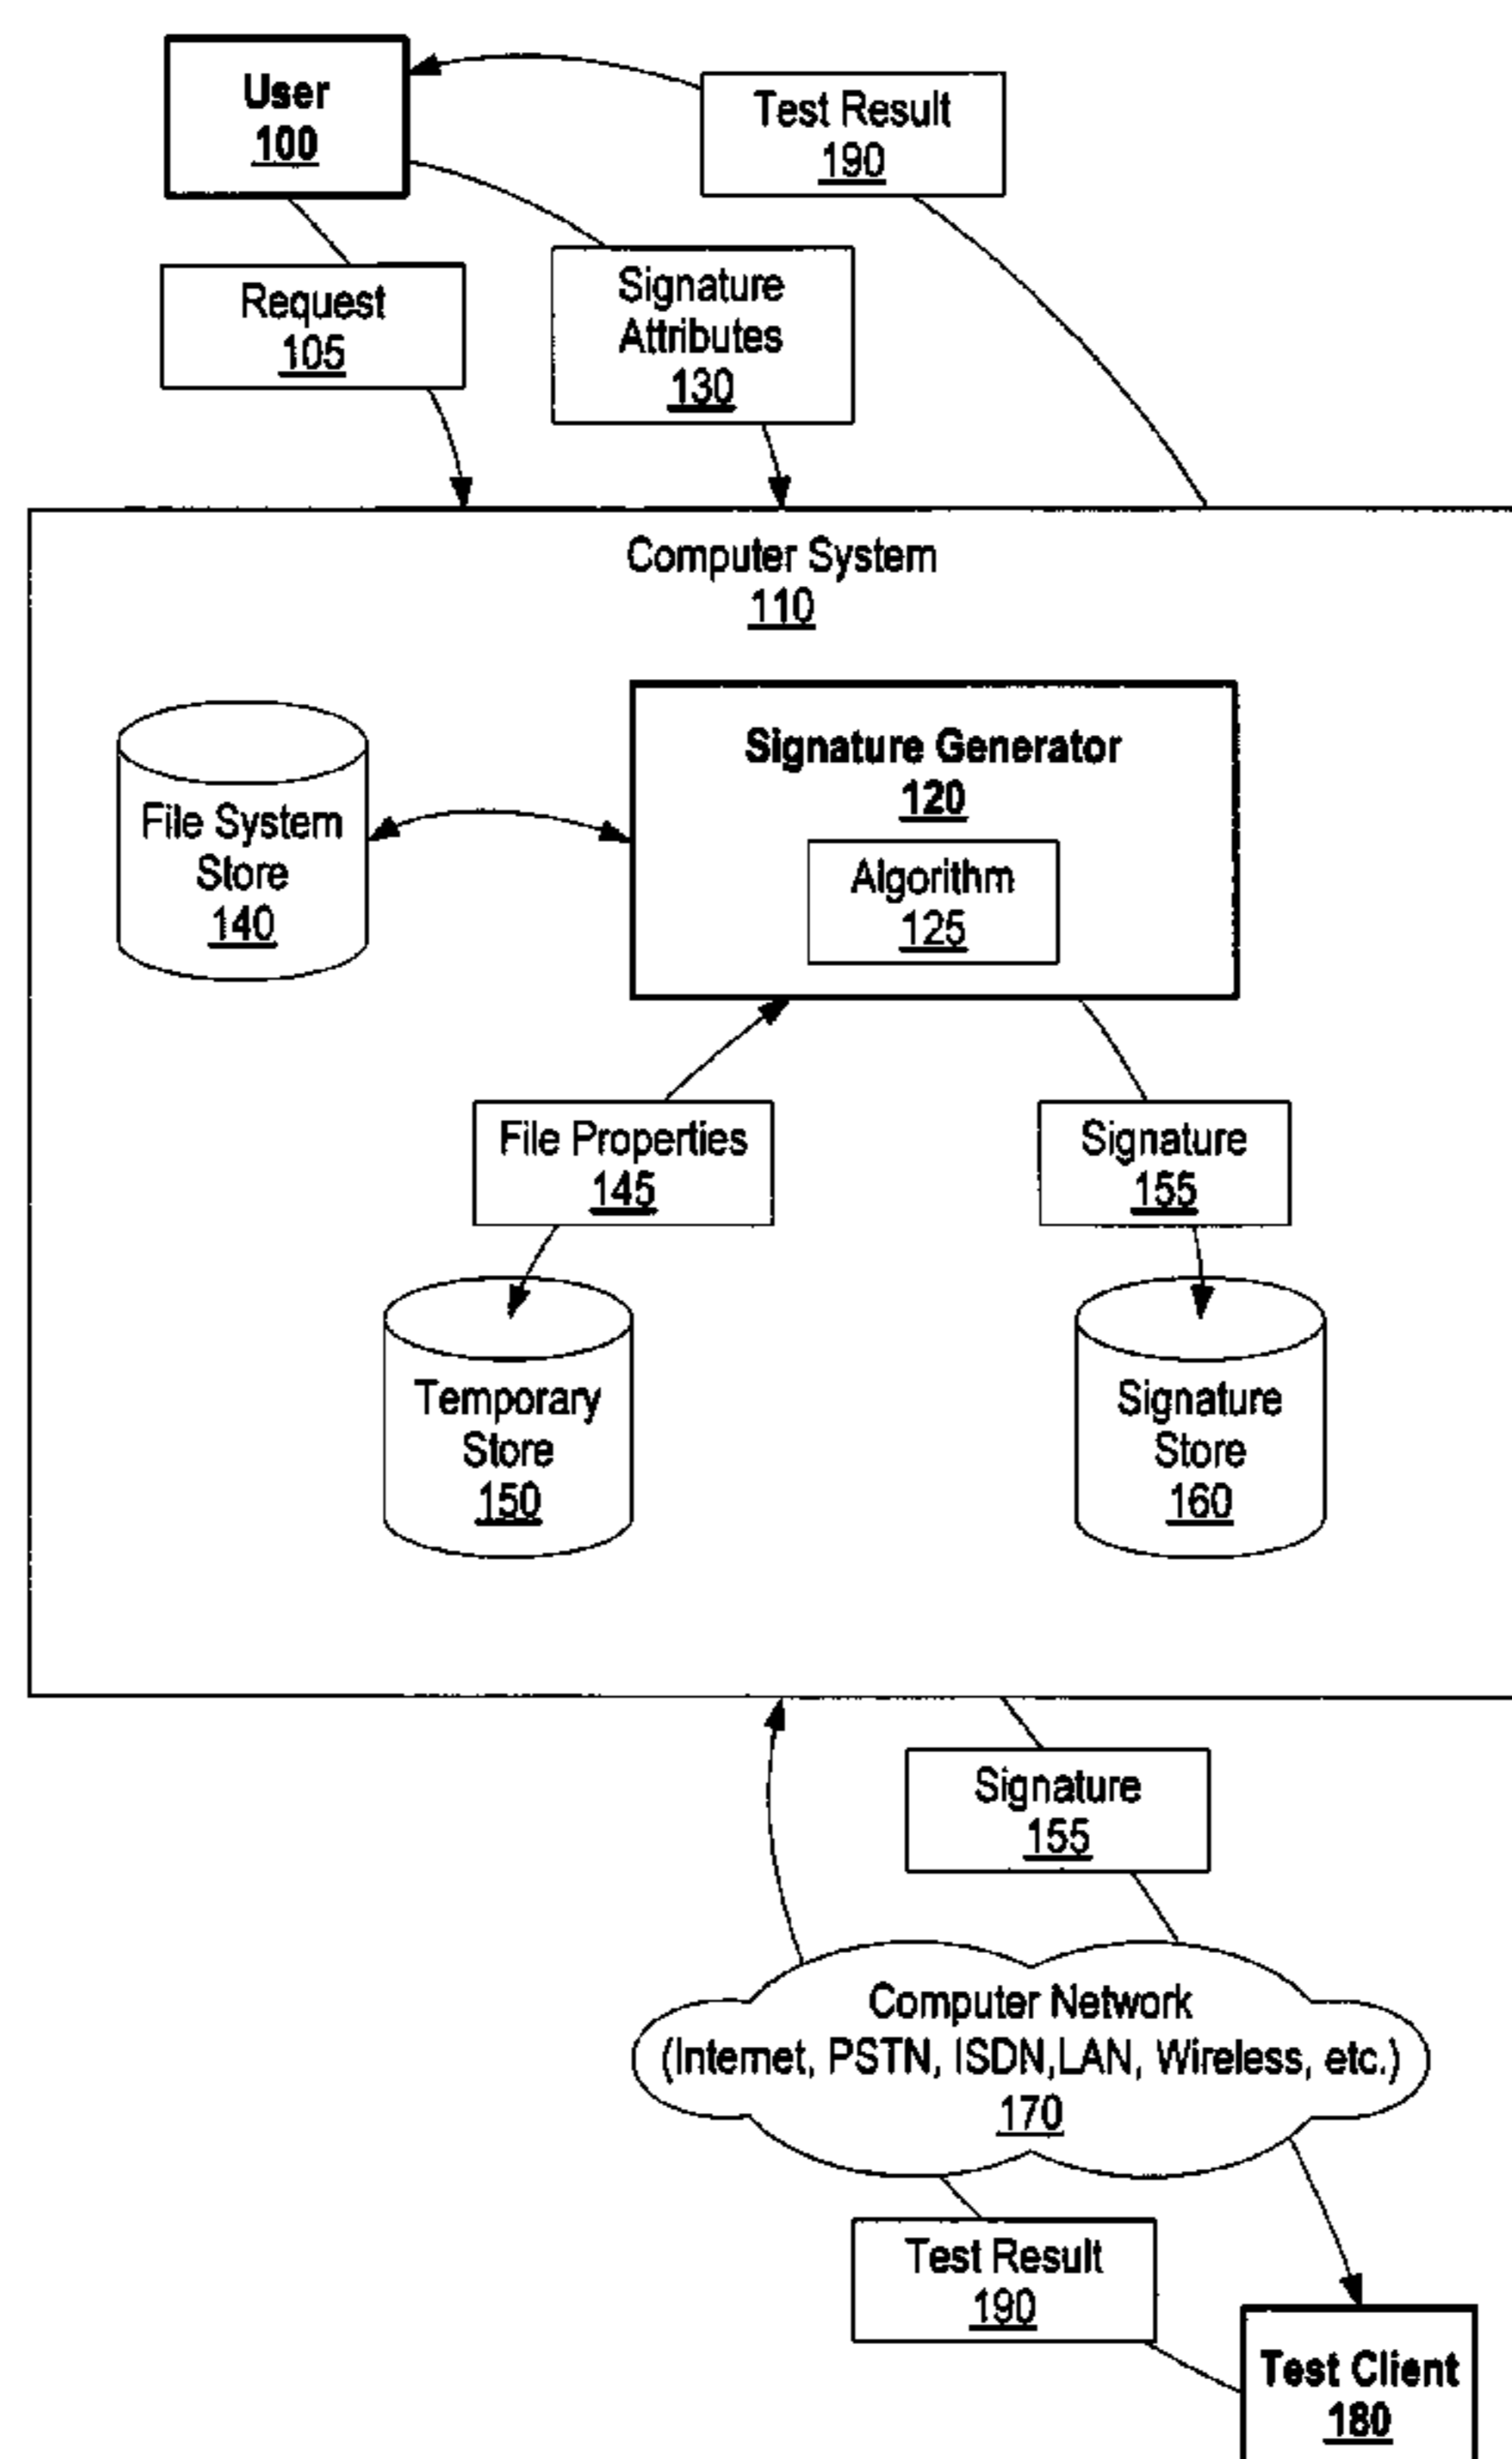 User
100
Test Result
190
Request
105
Signature
Attributes
130
Computer System
110
Signature Generator
120
Algorithm
125
File System
Store
140
File Properties
145
Signature
155
Temporary
Store
150
Signature
Store
160
Signature
155
Computer Network
(Internet, PSTN, ISDN,LAN, Wireless, etc.)
170
Test Result
190
Test Client
180